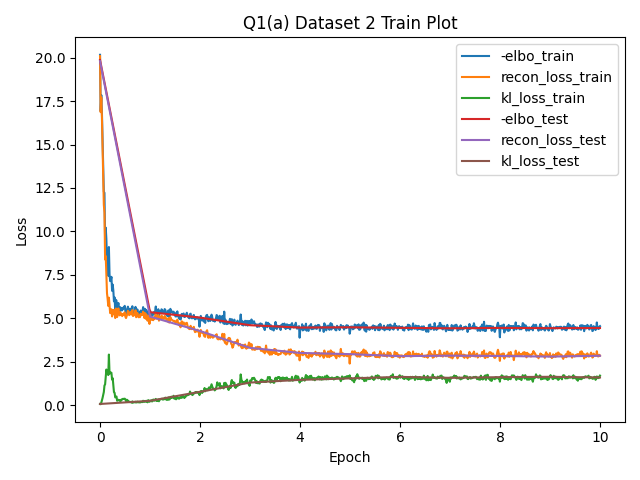 Q1(a) Dataset 2 Train Plot
-elbo_train
recon_loss_train
kl_loss_train
-elbo_test
recon_loss_test
kl_loss_test
20.0
17.5
15.0
12.5
10.0
7.5
5.0
2.5
0.0
Loss
0 2 4 6 8 10
Epoch